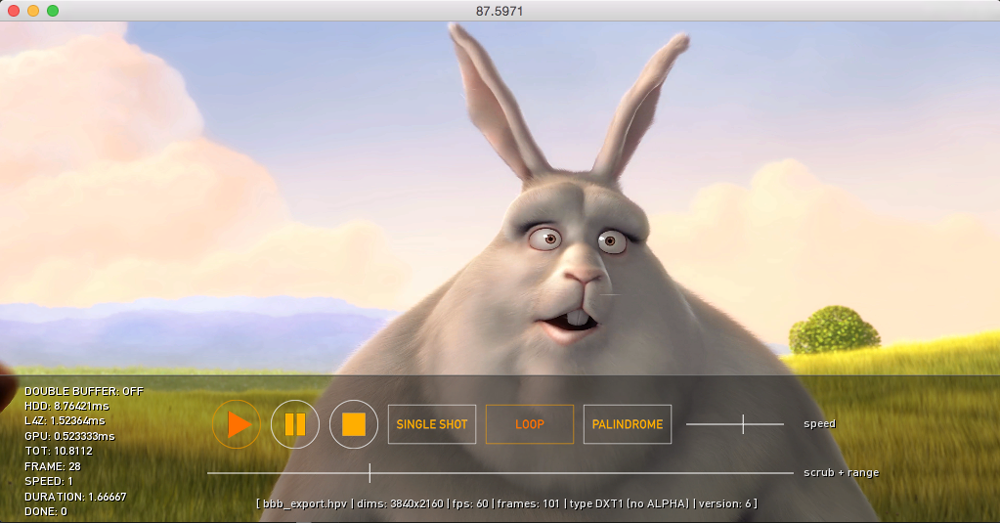 87.5971
DOUBLE BUFFER: OFF
HDD: 8.76421ms
L4Z: 1.52364ms
GPU: 0.523333ms
TOT: 10.8112
FRAME: 28
SPEED: 1
DURATION: 1.66667
DONE: 0
SINGLE SHOT
LOOP
PALINDROME
speed
scrub + range
[ bbb_export.hpv | dims: 3840x2160 | fps: 60 | frames: 101 | type DXT1 (no ALPHA) | version: 6 ]